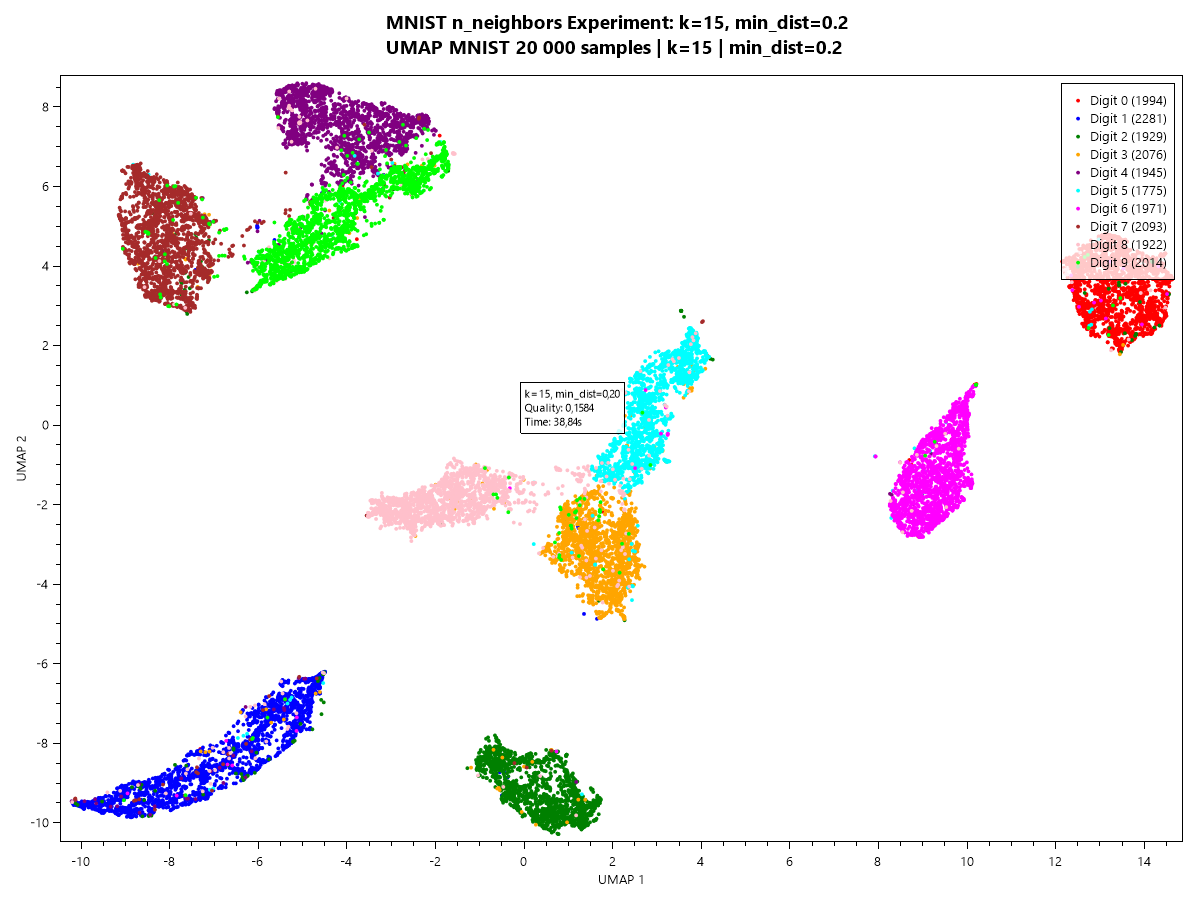 MNIST n_neighbors Experiment: k=15, min_dist=0.2
UMAP MNIST 20 000 samples | k=15 | min_dist=0.2
Digit 0 (1994)
Digit 1 (2281)
Digit 2 (1929)
Digit 3 (2076)
Digit 4 (1945)
Digit 5 (1775)
Digit 6 (1971)
Digit 7 (2093)
Digit 8 (1922)
Digit 9 (2014)
k=15, min_dist=0,20
Quality: 0,1584
Time: 38,84s
UMAP 2
8
6
4
2
0
-2
-4
-6
-8
-10
-10 -8 -6 -4 -2 0 2 4 6 8 10 12 14
UMAP 1